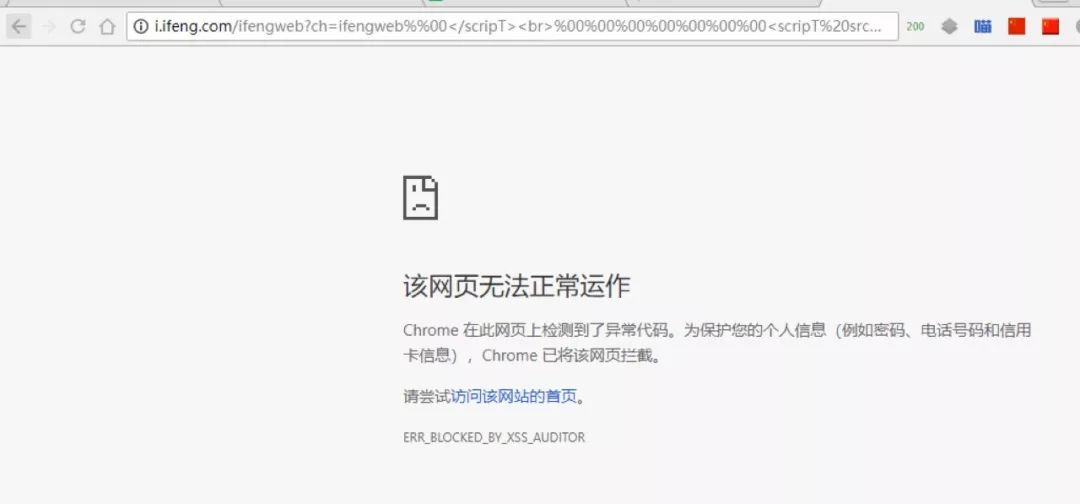 i.ifeng.com/ifengweb?ch=ifengweb%%00</scripT><br>%00%00%00%00%00%00%00<scripT%20src... 200 喵
该网页无法正常运作
Chrome 在此网页上检测到了异常代码。为保护您的个人信息（例如密码、电话号码和信用
卡信息），Chrome 已将该网页拦截。
请尝试访问该网站的首页。
ERR_BLOCKED_BY_XSS_AUDITOR